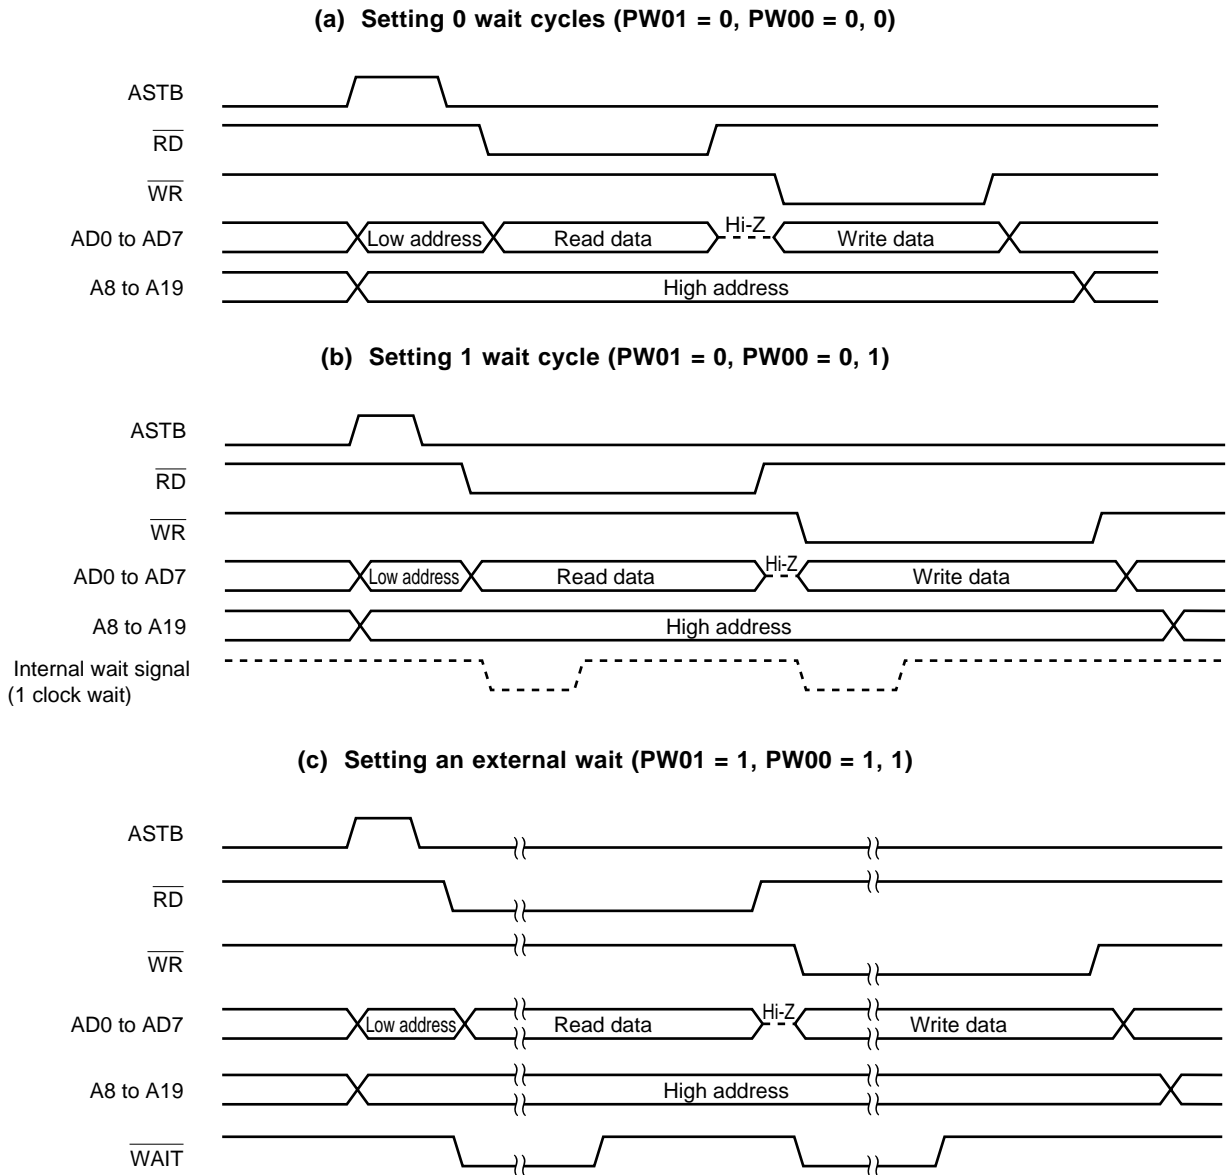 (a) Setting 0 wait cycles (PW01 = 0, PW00 = 0, 0)
ASTB
RD
WR
AD0 to AD7 Low address Read data Hi-Z Write data
A8 to A19 High address
(b) Setting 1 wait cycle (PW01 = 0, PW00 = 0, 1)
ASTB
RD
WR
AD0 to AD7 Low address Read data Hi-Z Write data
A8 to A19 High address
Internal wait signal
(1 clock wait)
(c) Setting an external wait (PW01 = 1, PW00 = 1, 1)
ASTB
RD
WR
AD0 to AD7 Low address Read data Hi-Z Write data
A8 to A19 High address
WAIT